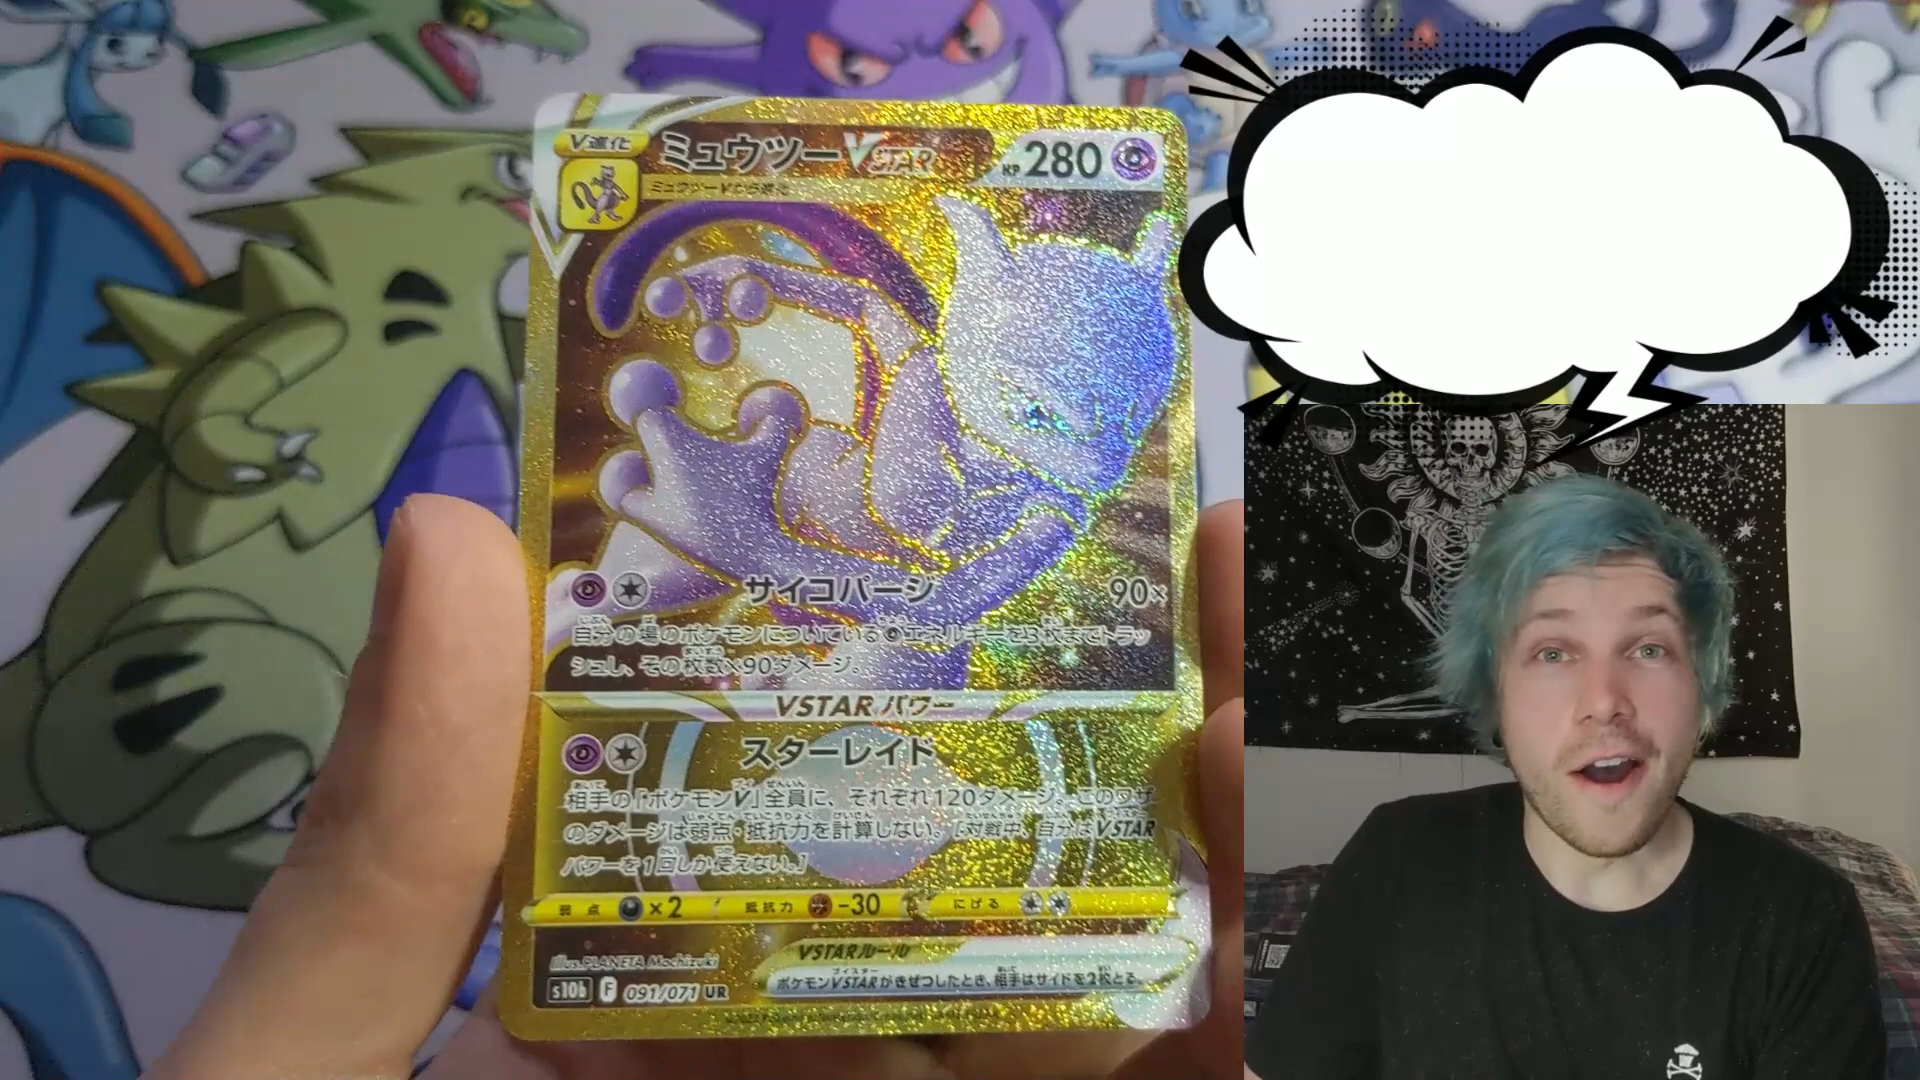 V進化
ミュウツーVSTAR
HP 280
ミュウツーVから進化
サイコパージ 90×
自分の場のポケモンについている エネルギーを3枚までトラッ
シュし、その枚数×90ダメージ。
VSTARパワー
スターレイド
相手の「ポケモンV」全員に、それぞれ120ダメージ。このワザ
のダメージは弱点・抵抗力を計算しない。［対戦中、自分はVSTAR
パワーを1回しか使えない。］
弱点 ×2 抵抗力 -30 にげる
Illus. PLANETA Mochizuki
VSTARルール
s10b F 091/071 UR
ポケモンVSTARがきぜつしたとき、相手はサイドを2枚とる。